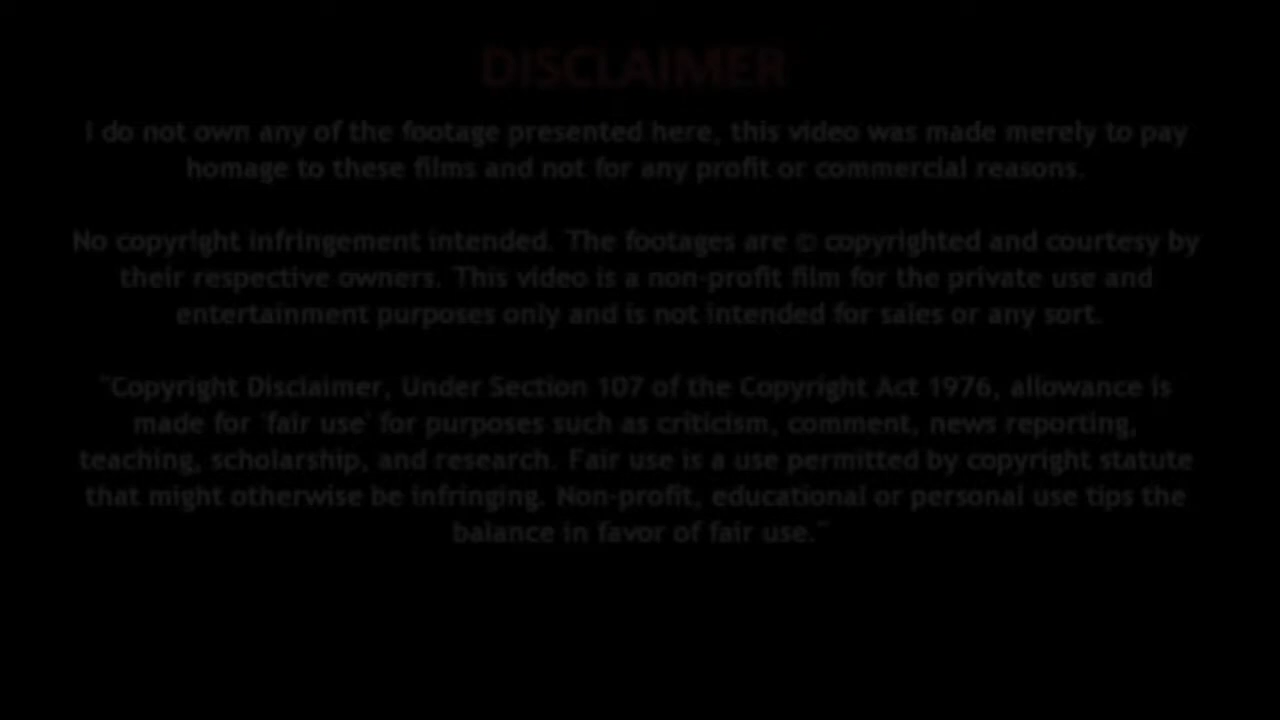 DISCLAIMER
I do not own any of the footage presented here, this video was made merely to pay
homage to these films and not for any profit or commercial reasons.
No copyright infringement intended. The footages are © copyrighted and courtesy by
their respective owners. This video is a non-profit film for the private use and
entertainment purposes only and is not intended for sales or any sort.
"Copyright Disclaimer, Under Section 107 of the Copyright Act 1976, allowance is
made for 'fair use' for purposes such as criticism, comment, news reporting,
teaching, scholarship, and research. Fair use is a use permitted by copyright statute
that might otherwise be infringing. Non-profit, educational or personal use tips the
balance in favor of fair use."